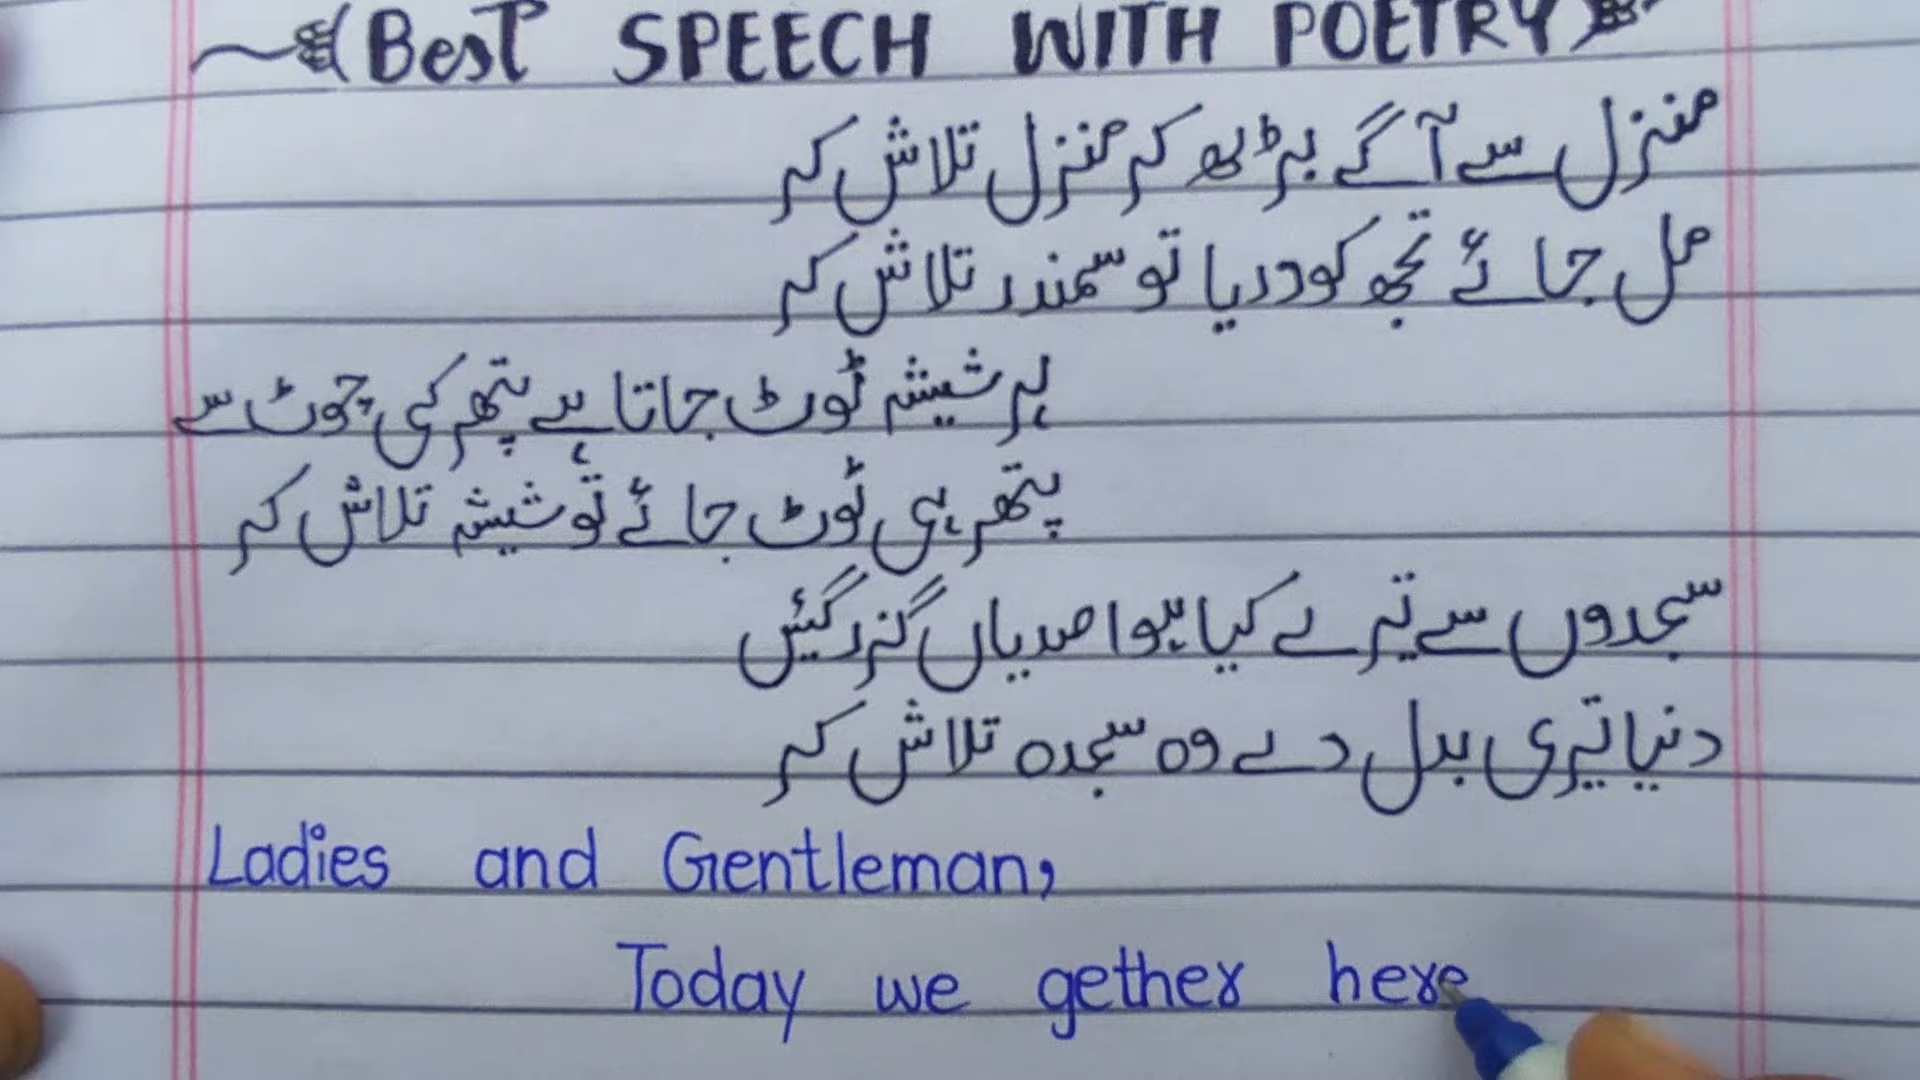 Best SPEECH WITH POETRY
منزل سے آگے بڑھ کر منزل تلاش کر
مل جائے تجھ کو دریا تو سمندر تلاش کر
ہر شیشہ ٹوٹ جاتا ہے پتھر کی چوٹ سے
پتھر ہی ٹوٹ جائے تو شیشہ تلاش کر
سجدوں سے تیرے کیا ہوا صدیاں گزر گئیں
دنیا تیری بدل دے وہ سجدہ تلاش کر
Ladies and Gentleman,
Today we gether here